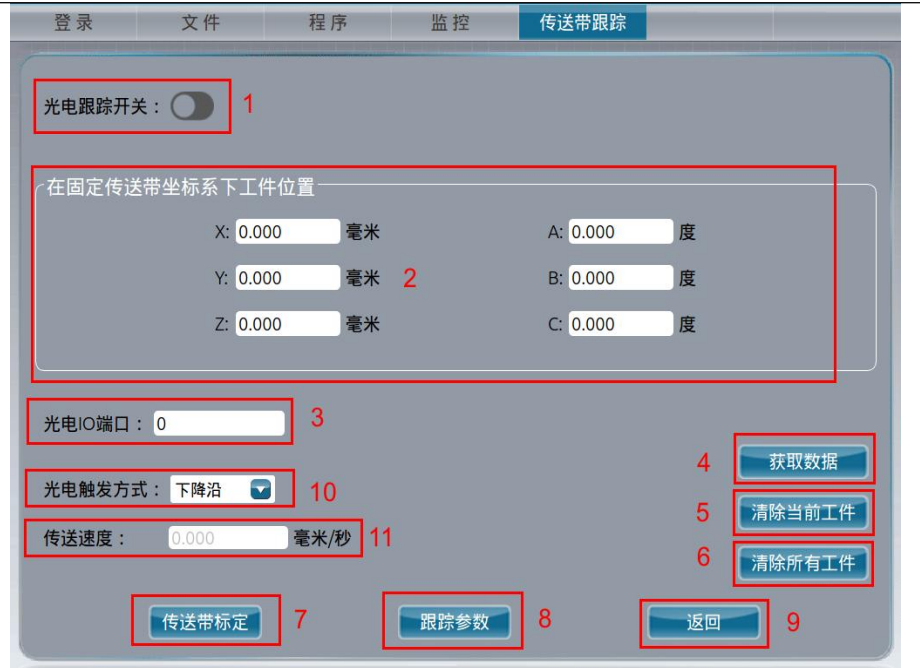 登录 文件 程序 监控 传送带跟踪
光电跟踪开关： 1
在固定传送带坐标系下工件位置
X: 0.000 毫米 A: 0.000 度
Y: 0.000 毫米 2 B: 0.000 度
Z: 0.000 毫米 C: 0.000 度
光电IO端口： 0 3
4 获取数据
光电触发方式： 下降沿 10
5 清除当前工件
传送速度： 0.000 毫米/秒 11
6 清除所有工件
传送带标定 7 跟踪参数 8 返回 9